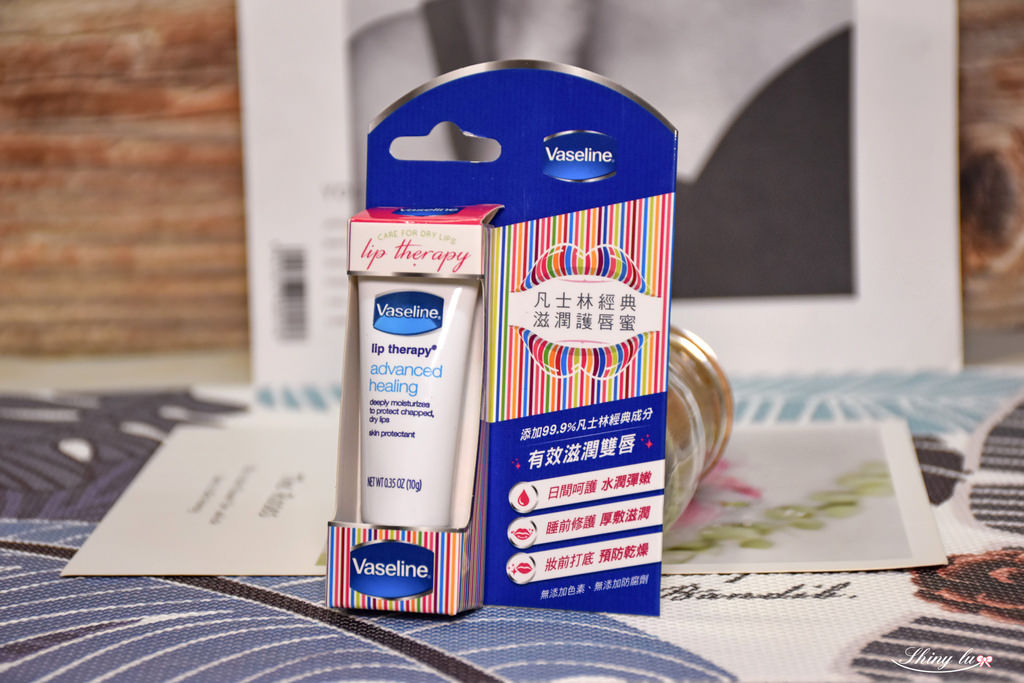 Vaseline
Vaseline
CARE FOR DRY LIPS
lip therapy
Vaseline
lip therapy®
advanced
healing
deeply moisturizes
to protect chapped,
dry lips
skin protectant
NET WT 0.35 OZ (10g)
Vaseline
凡士林經典
滋潤護唇蜜
添加99.9%凡士林經典成分
有效滋潤雙唇
日間呵護 水潤彈嫩
睡前修護 厚敷滋潤
妝前打底 預防乾燥
無添加色素、無添加防腐劑
Shiny lu